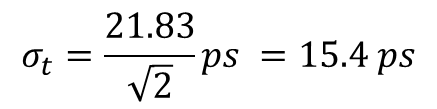 σₜ = 21.83/√2 ps = 15.4 ps